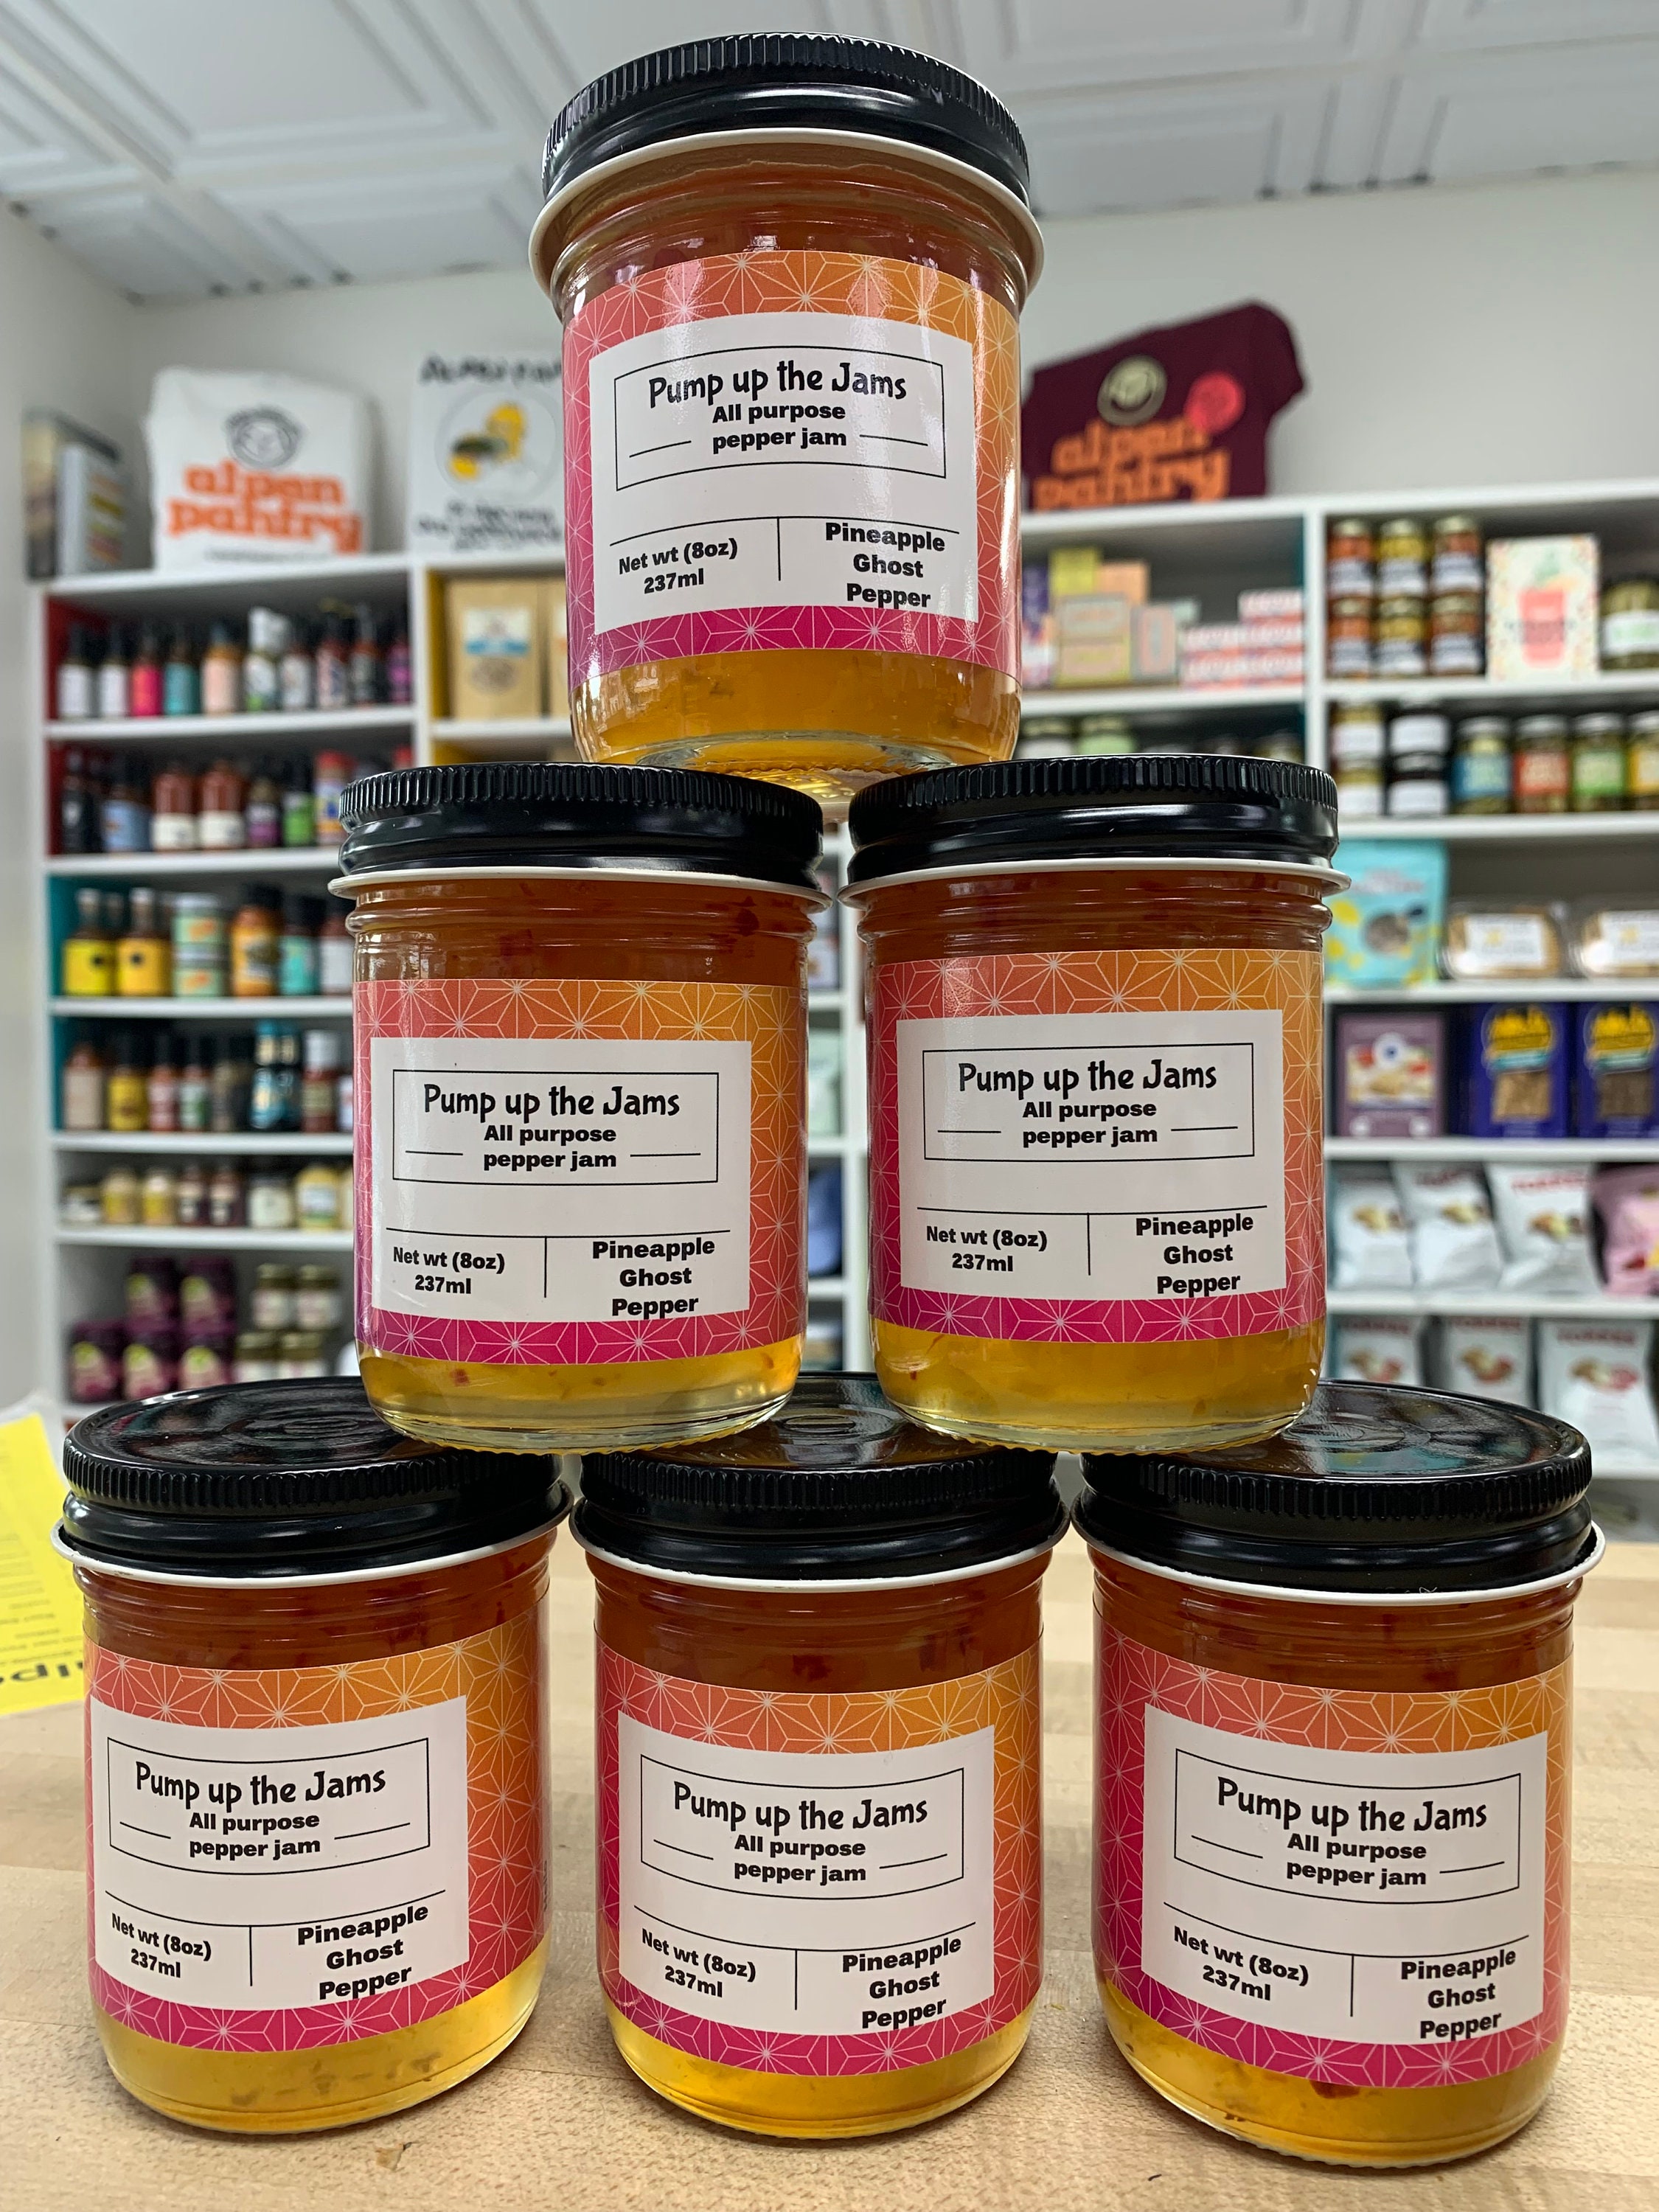 alpen
pantry
alpen
pantry
Pump up the Jams
All purpose
pepper jam
Net wt (8oz)
237ml
Pineapple
Ghost
Pepper
Pump up the Jams
All purpose
pepper jam
Net wt (8oz)
237ml
Pineapple
Ghost
Pepper
Pump up the Jams
All purpose
pepper jam
Net wt (8oz)
237ml
Pineapple
Ghost
Pepper
Pump up the Jams
All purpose
pepper jam
Net wt (8oz)
237ml
Pineapple
Ghost
Pepper
Pump up the Jams
All purpose
pepper jam
Net wt (8oz)
237ml
Pineapple
Ghost
Pepper
Pump up the Jams
All purpose
pepper jam
Net wt (8oz)
237ml
Pineapple
Ghost
Pepper
TORRES
TORRES
TORRES